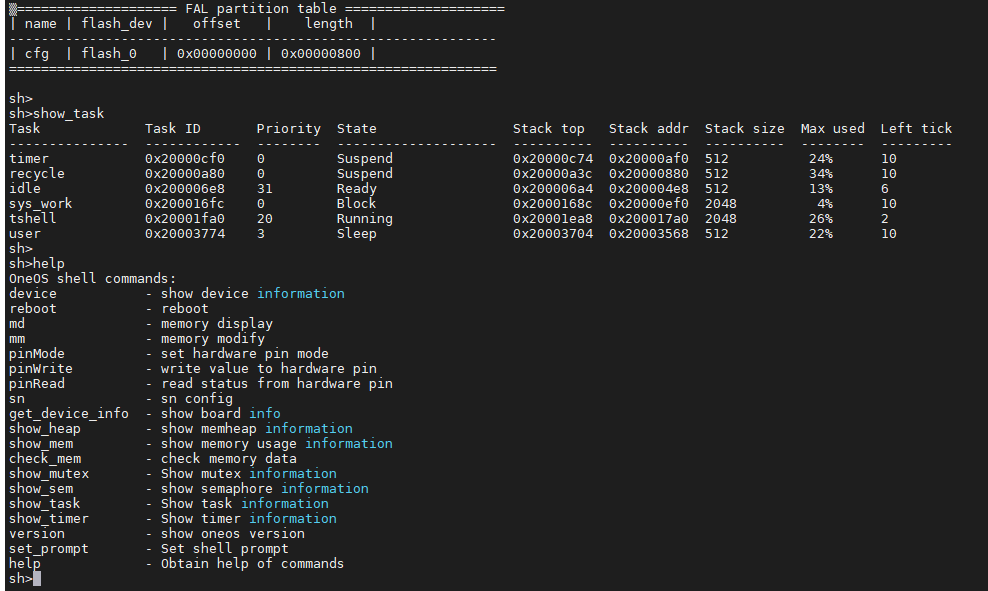 ==================== FAL partition table ====================
| name | flash_dev |   offset   |    length  |
-------------------------------------------------------------
| cfg  | flash_0   | 0x00000000 | 0x00000800 |
=============================================================
sh>
sh>show_task
Task             Task ID       Priority  State                 Stack top   Stack addr  Stack size  Max used  Left tick
---------------  ------------  --------  --------------------  ----------  ----------  ----------  --------  ---------
timer            0x20000cf0    0         Suspend               0x20000c74  0x20000af0  512          24%      10
recycle          0x20000a80    0         Suspend               0x20000a3c  0x20000880  512          34%      10
idle             0x200006e8    31        Ready                 0x200006a4  0x200004e8  512          13%      6
sys_work         0x200016fc    0         Block                 0x2000168c  0x20000ef0  2048          4%      10
tshell           0x20001fa0    20        Running               0x20001ea8  0x200017a0  2048         26%      2
user             0x20003774    3         Sleep                 0x20003704  0x20003568  512          22%      10
sh>
sh>help
OneOS shell commands:
device           - show device information
reboot           - reboot
md               - memory display
mm               - memory modify
pinMode          - set hardware pin mode
pinWrite         - write value to hardware pin
pinRead          - read status from hardware pin
sn               - sn config
get_device_info  - show board info
show_heap        - show memheap information
show_mem         - show memory usage information
check_mem        - check memory data
show_mutex       - Show mutex information
show_sem         - show semaphore information
show_task        - Show task information
show_timer       - Show timer information
version          - show oneos version
set_prompt       - Set shell prompt
help             - Obtain help of commands
sh>